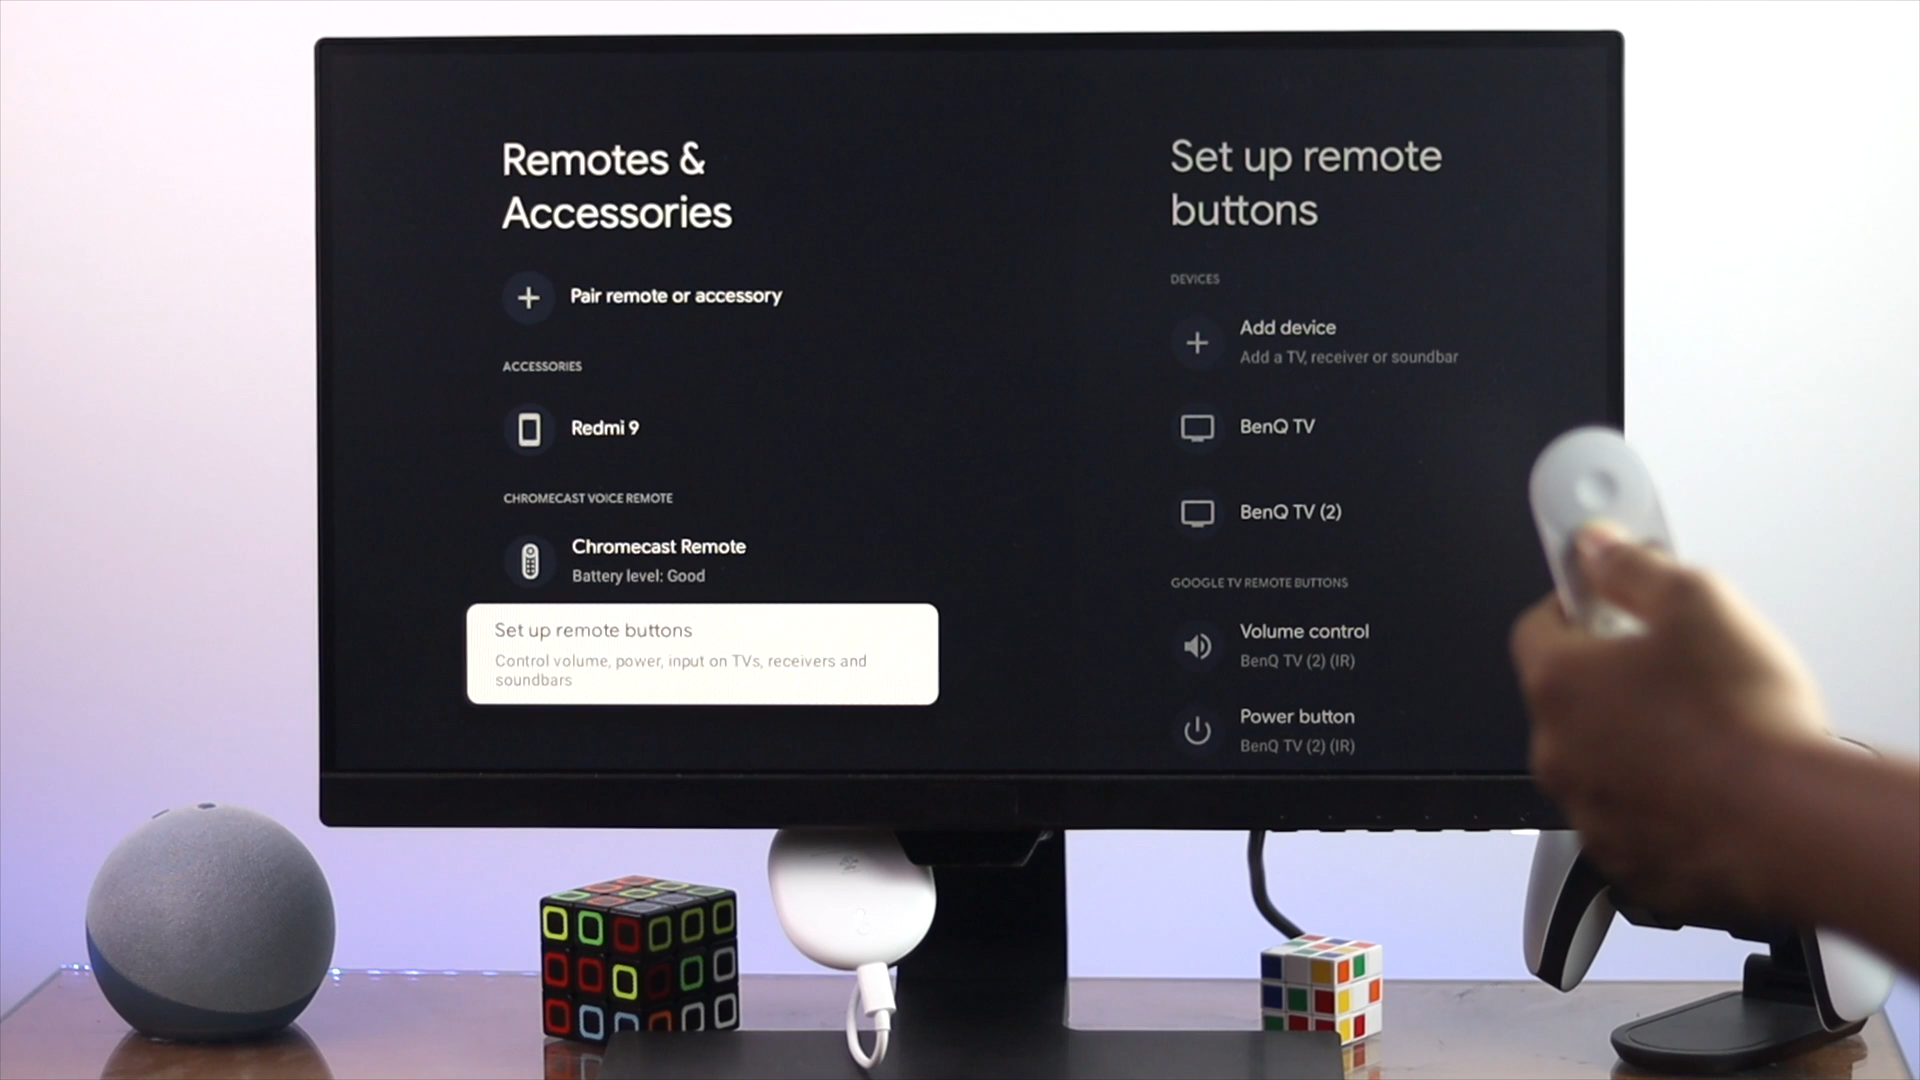 Remotes &
Accessories
Pair remote or accessory
ACCESSORIES
Redmi 9
CHROMECAST VOICE REMOTE
Chromecast Remote
Battery level: Good
Set up remote buttons
Control volume, power, input on TVs, receivers and
soundbars
Set up remote
buttons
DEVICES
Add device
Add a TV, receiver or soundbar
BenQ TV
BenQ TV (2)
GOOGLE TV REMOTE BUTTONS
Volume control
BenQ TV (2) (IR)
Power button
BenQ TV (2) (IR)